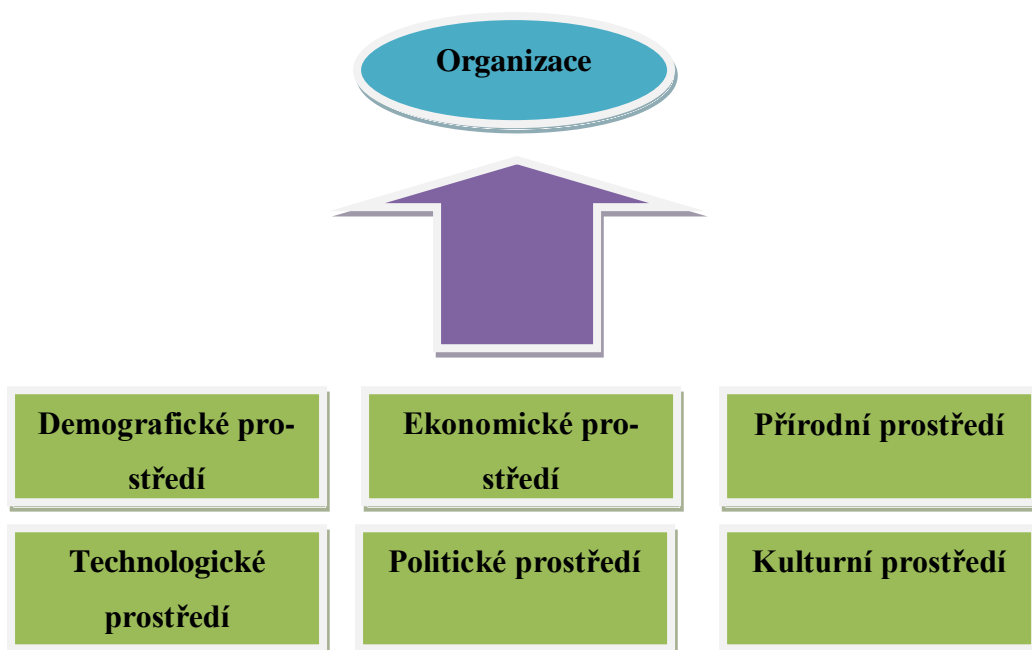 Organizace
Demografické pro-
středí
Ekonomické pro-
středí
Přírodní prostředí
Technologické
prostředí
Politické prostředí
Kulturní prostředí